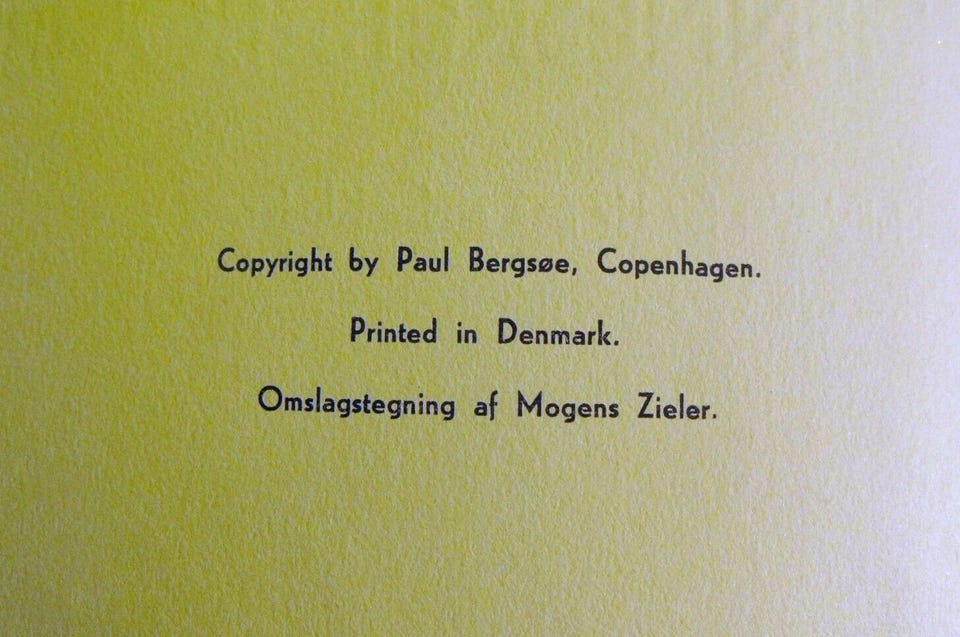 Copyright by Paul Bergsøe, Copenhagen.
Printed in Denmark.
Omslagstegning af Mogens Zieler.